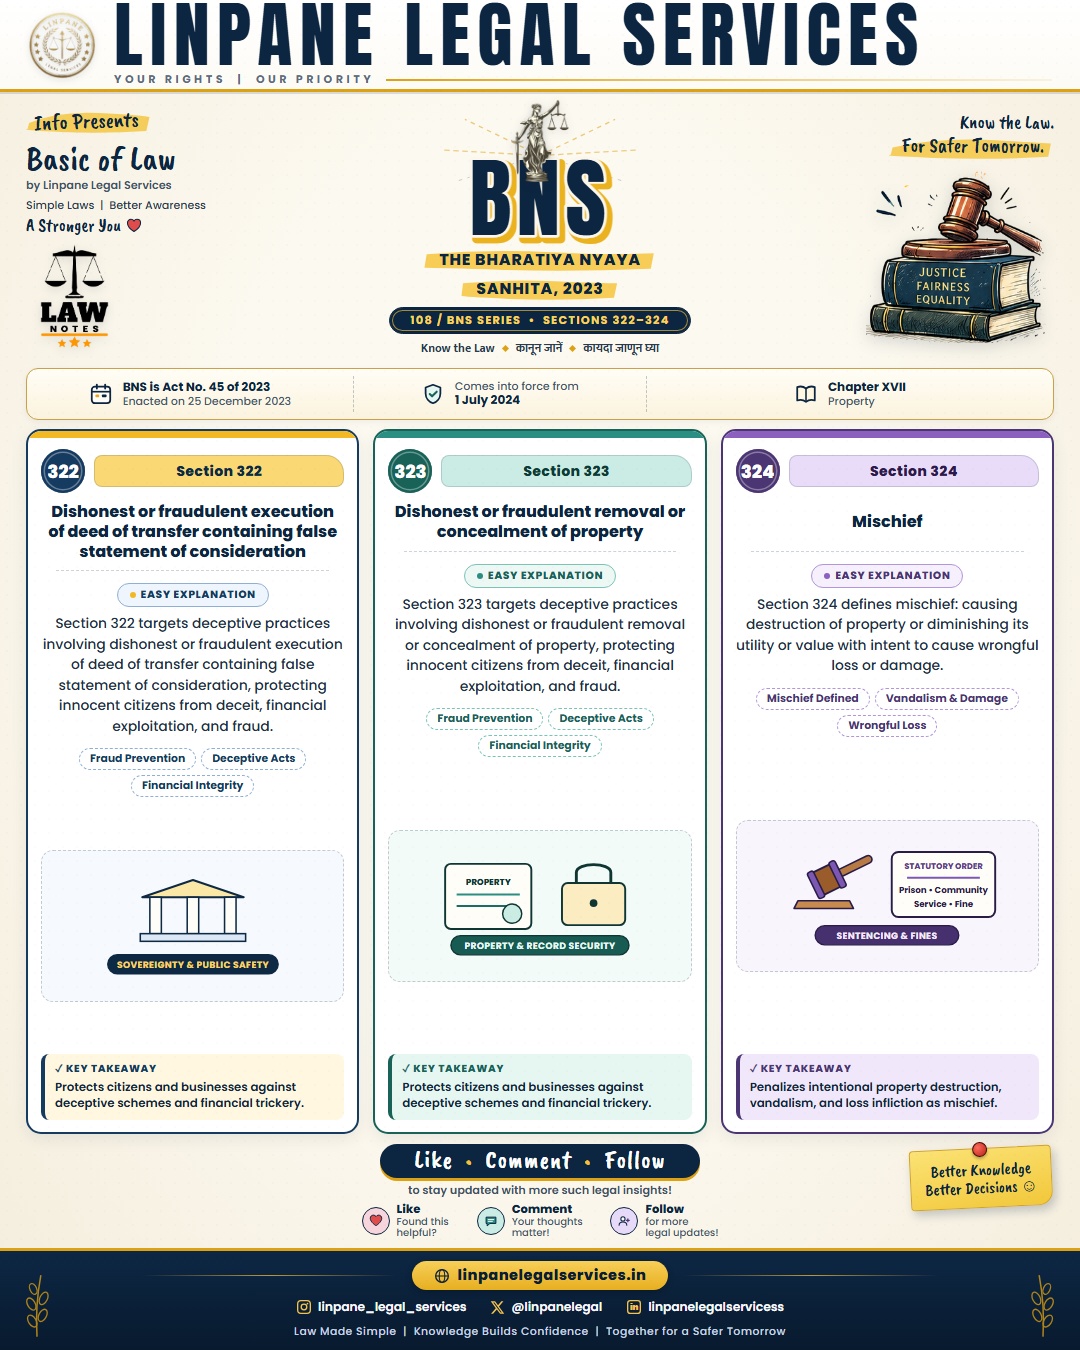 LINPANE LEGAL SERVICES
YOUR RIGHTS | OUR PRIORITY
Info Presents
Basic of Law
by Linpane Legal Services
Simple Laws | Better Awareness
A Stronger You
LAW
NOTES
BNS
THE BHARATIYA NYAYA
SANHITA, 2023
108 / BNS SERIES • SECTIONS 322–324
Know the Law ◆ कानून जानें ◆ कायदा जाणून घ्या
Know the Law.
For Safer Tomorrow.
JUSTICE
FAIRNESS
EQUALITY
BNS is Act No. 45 of 2023
Enacted on 25 December 2023
Comes into force from
1 July 2024
Chapter XVII
Property
322
Section 322
Dishonest or fraudulent execution
of deed of transfer containing false
statement of consideration
EASY EXPLANATION
Section 322 targets deceptive practices
involving dishonest or fraudulent execution
of deed of transfer containing false
statement of consideration, protecting
innocent citizens from deceit, financial
exploitation, and fraud.
Fraud Prevention
Deceptive Acts
Financial Integrity
SOVEREIGNTY & PUBLIC SAFETY
✓ KEY TAKEAWAY
Protects citizens and businesses against
deceptive schemes and financial trickery.
323
Section 323
Dishonest or fraudulent removal or
concealment of property
EASY EXPLANATION
Section 323 targets deceptive practices
involving dishonest or fraudulent removal
or concealment of property, protecting
innocent citizens from deceit, financial
exploitation, and fraud.
Fraud Prevention
Deceptive Acts
Financial Integrity
PROPERTY
PROPERTY & RECORD SECURITY
✓ KEY TAKEAWAY
Protects citizens and businesses against
deceptive schemes and financial trickery.
324
Section 324
Mischief
EASY EXPLANATION
Section 324 defines mischief: causing
destruction of property or diminishing its
utility or value with intent to cause wrongful
loss or damage.
Mischief Defined
Vandalism & Damage
Wrongful Loss
STATUTORY ORDER
Prison • Community
Service • Fine
SENTENCING & FINES
✓ KEY TAKEAWAY
Penalizes intentional property destruction,
vandalism, and loss infliction as mischief.
Like • Comment • Follow
to stay updated with more such legal insights!
Like
Found this
helpful?
Comment
Your thoughts
matter!
Follow
for more
legal updates!
Better Knowledge
Better Decisions ☺
linpanelegalservices.in
linpane_legal_services
@linpanelegal
linpanelegalservicess
Law Made Simple | Knowledge Builds Confidence | Together for a Safer Tomorrow